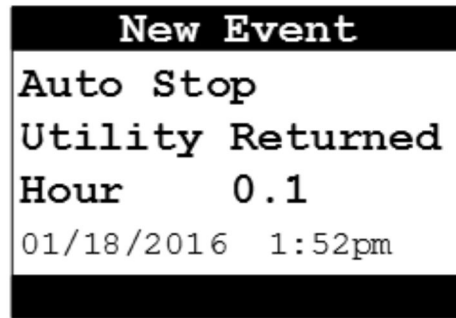 New Event
Auto Stop
Utility Returned
Hour 0.1
01/18/2016 1:52pm